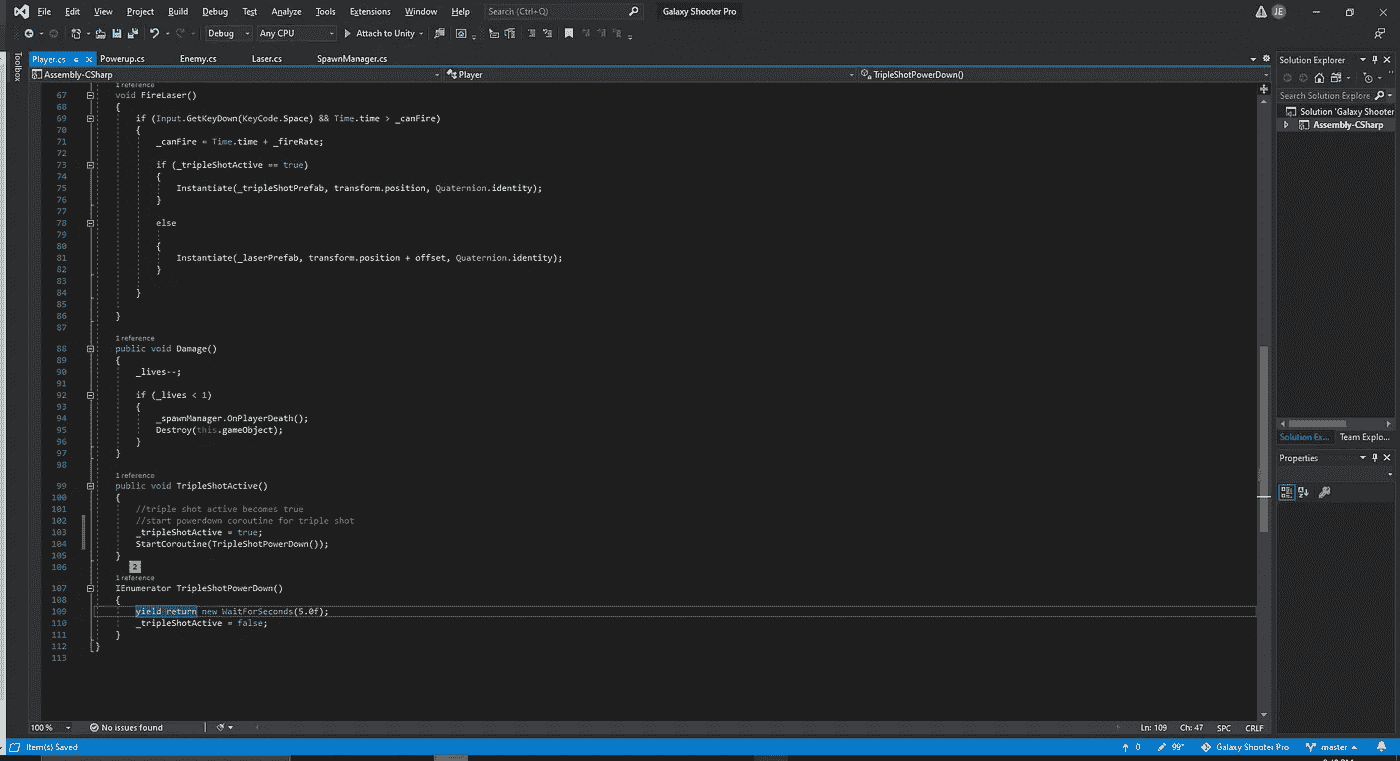 File Edit View Project Build Debug Test Analyze Tools Extensions Window Help Search (Ctrl+Q) Galaxy Shooter Pro JE
Debug Any CPU Attach to Unity
Toolbox
Player.cs Powerup.cs Enemy.cs Laser.cs SpawnManager.cs Solution Explorer
Assembly-CSharp Player TripleShotPowerDown()
Search Solution Explore
Solution 'Galaxy Shooter
Assembly-CSharp
1 reference
67 void FireLaser()
68 {
69 if (Input.GetKeyDown(KeyCode.Space) && Time.time > _canFire)
70 {
71 _canFire = Time.time + _fireRate;
72
73 if (_tripleShotActive == true)
74 {
75 Instantiate(_tripleShotPrefab, transform.position, Quaternion.identity);
76 }
77
78 else
79
80 {
81 Instantiate(_laserPrefab, transform.position + offset, Quaternion.identity);
82 }
83
84 }
85
86 }
87
1 reference
88 public void Damage()
89 {
90 _lives--;
91
92 if (_lives < 1)
93 {
94 _spawnManager.OnPlayerDeath();
95 Destroy(this.gameObject);
96 }
97 }
98
1 reference
99 public void TripleShotActive()
100 {
101 //triple shot active becomes true
102 //start powerdown coroutine for triple shot
103 _tripleShotActive = true;
104 StartCoroutine(TripleShotPowerDown());
105 }
106 2
1 reference
107 IEnumerator TripleShotPowerDown()
108 {
109 yield return new WaitForSeconds(5.0f);
110 _tripleShotActive = false;
111 }
112 }
113
Solution Ex... Team Explo...
Properties
100 % No issues found Ln: 109 Ch: 47 SPC CRLF
Item(s) Saved 0 99+ Galaxy Shooter Pro master